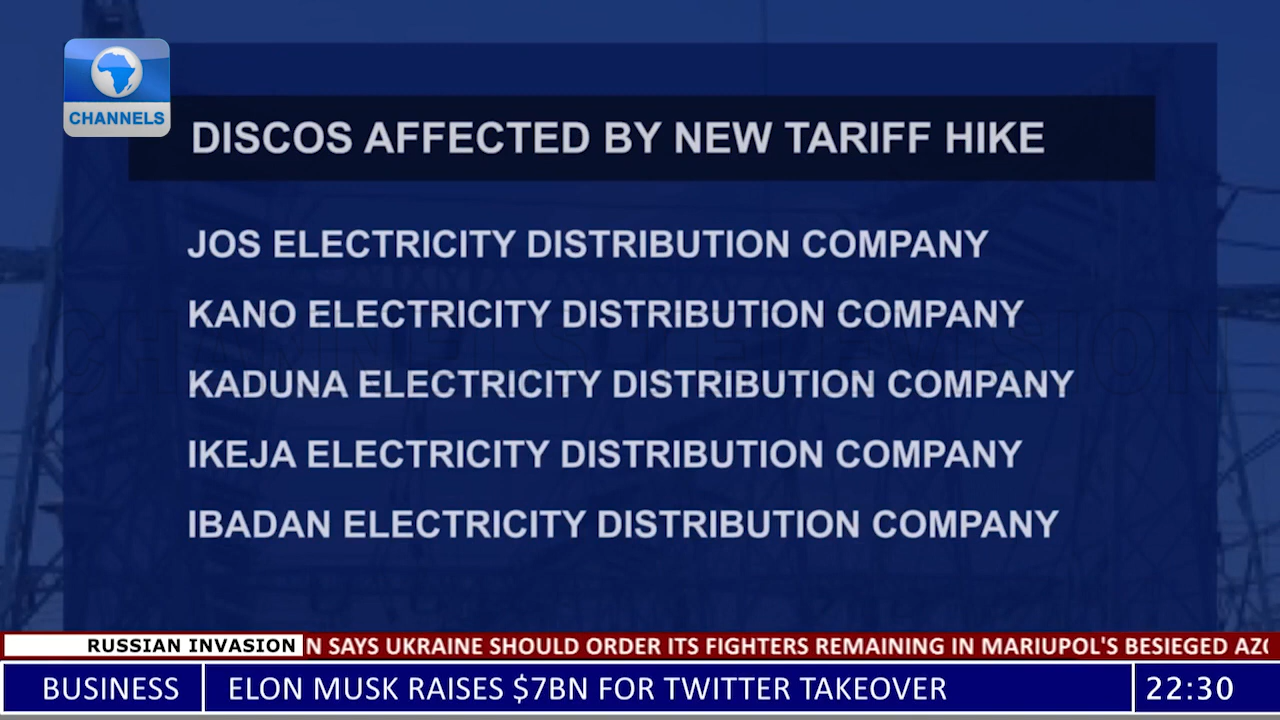 CHANNELS
DISCOS AFFECTED BY NEW TARIFF HIKE
JOS ELECTRICITY DISTRIBUTION COMPANY
KANO ELECTRICITY DISTRIBUTION COMPANY
KADUNA ELECTRICITY DISTRIBUTION COMPANY
IKEJA ELECTRICITY DISTRIBUTION COMPANY
IBADAN ELECTRICITY DISTRIBUTION COMPANY
CHANNELS TELEVISION
RUSSIAN INVASION N SAYS UKRAINE SHOULD ORDER ITS FIGHTERS REMAINING IN MARIUPOL'S BESIEGED
BUSINESS ELON MUSK RAISES $7BN FOR TWITTER TAKEOVER 22:30